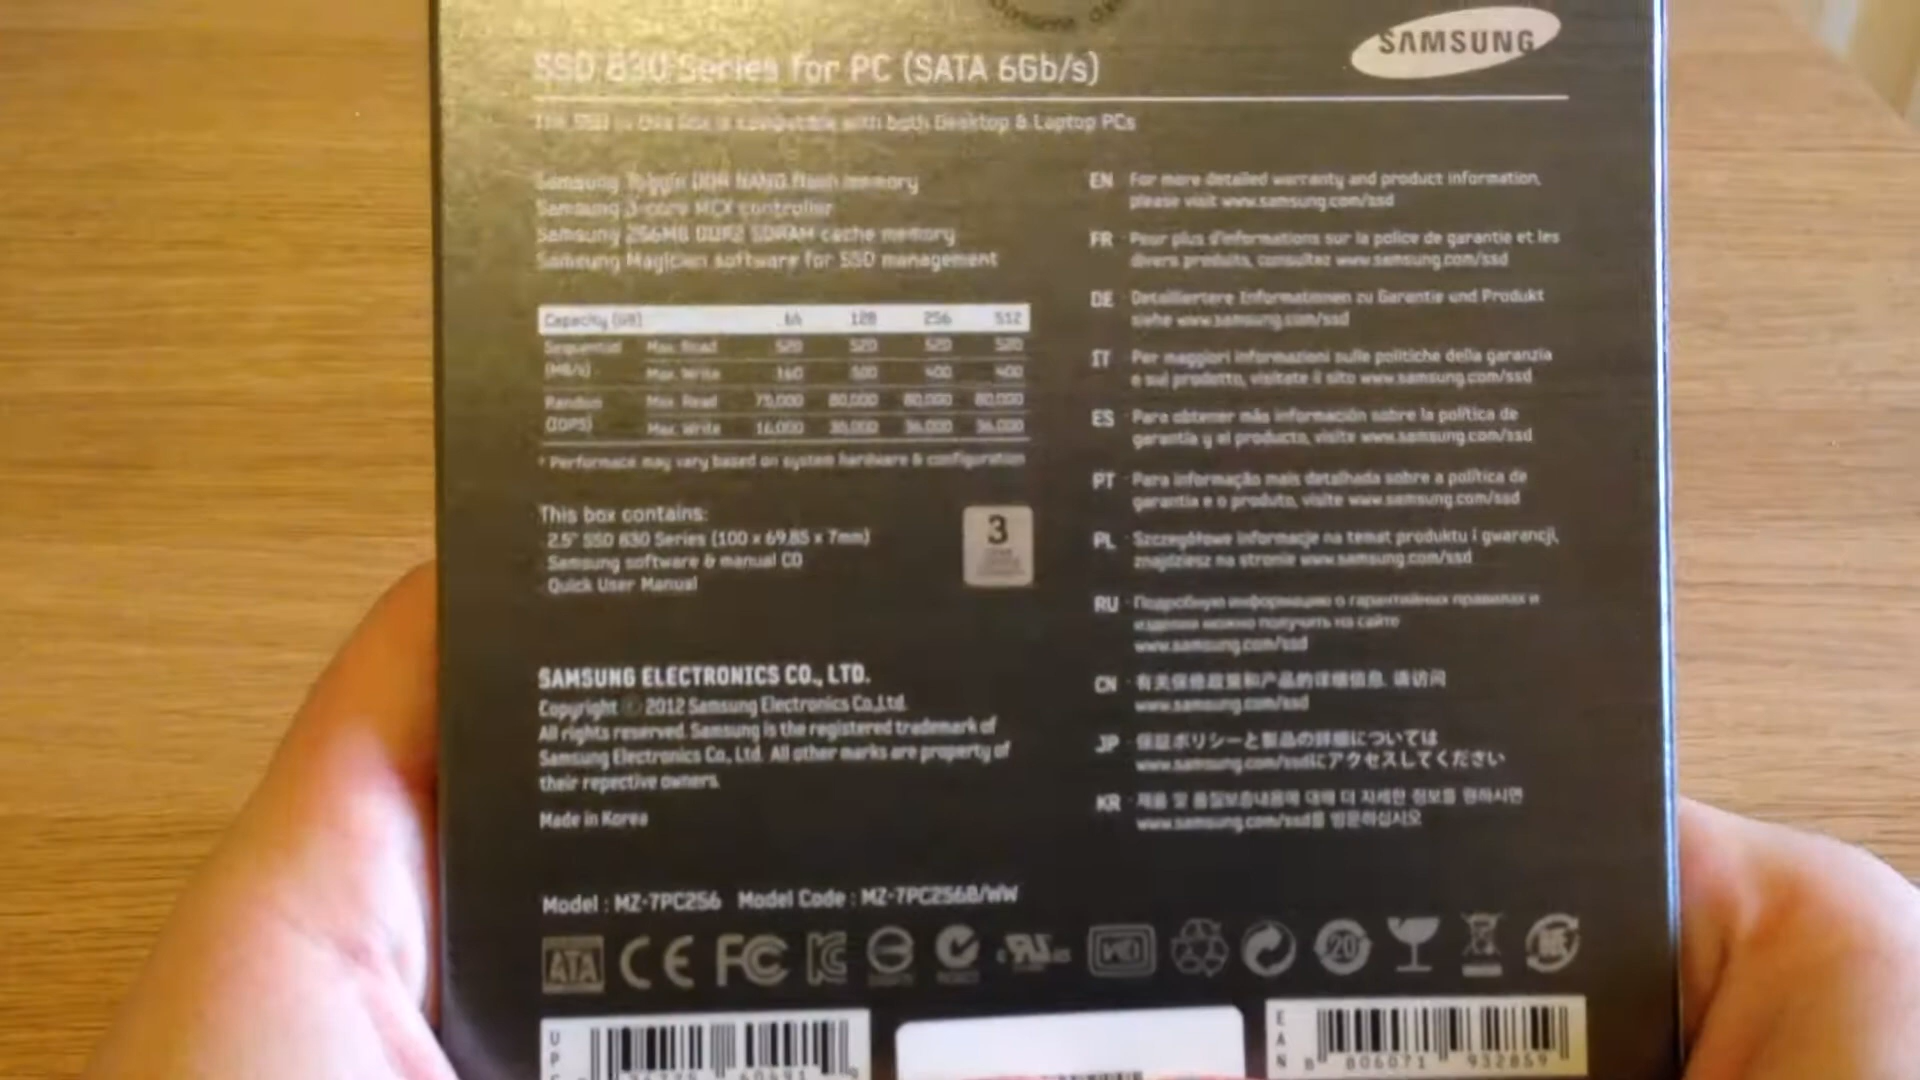 SAMSUNG
SSD 830 Series for PC (SATA 6Gb/s)
The SSD in this box is compatible with both Desktop & Laptop PCs
Samsung Toggle DDR NAND flash memory
Samsung 3-core MCX controller
Samsung 256MB DDR2 SDRAM cache memory
Samsung Magician software for SSD management
Capacity (GB) 64 128 256 512
Sequential Max. Read 520 520 520 520
(MB/s) Max. Write 160 400 400
Random Max. Read 75,000 80,000 80,000 80,000
(IOPS) Max. Write 16,000 36,000 36,000
* Performace may vary based on system hardware & configuration
This box contains:
2.5" SSD 830 Series (100 x 69.85 x 7mm)
Samsung software & manual CD
Quick User Manual
3
SAMSUNG ELECTRONICS CO., LTD.
Copyright © 2012 Samsung Electronics Co.,Ltd.
All rights reserved. Samsung is the registered trademark of
Samsung Electronics Co., Ltd. All other marks are property of
their repective owners.
Made in Korea
Model : MZ-7PC256 Model Code : MZ-7PC256B/WW
EN For more detailed warranty and product information,
please visit www.samsung.com/ssd
FR Pour plus d'informations sur la police de garantie et les
divers produits, consultez www.samsung.com/ssd
DE Detailliertere Informationen zu Garantie und Produkt
siehe www.samsung.com/ssd
IT Per maggiori informazioni sulle politiche della garanzia
e sul prodotto, visitate il sito www.samsung.com/ssd
ES Para obtener más información sobre la política de
garantía y el producto, visite www.samsung.com/ssd
PT Para informação mais detalhada sobre a política de
garantia e o produto, visite www.samsung.com/ssd
PL Szczegółowe informacje na temat produktu i gwarancji,
znajdziesz na stronie www.samsung.com/ssd
RU Подробную информацию о гарантийных правилах и
изделии можно получить на сайте
www.samsung.com/ssd
CN 有关保修政策和产品的详细信息, 请访问
www.samsung.com/ssd
JP 保証ポリシーと製品の詳細については
www.samsung.com/ssdにアクセスしてください
KR 제품 및 품질보증내용에 대해 더 자세한 정보를 원하시면
www.samsung.com/ssd를 방문하십시오
ATA CE FC
20
UPC
EAN
8 806071 932859